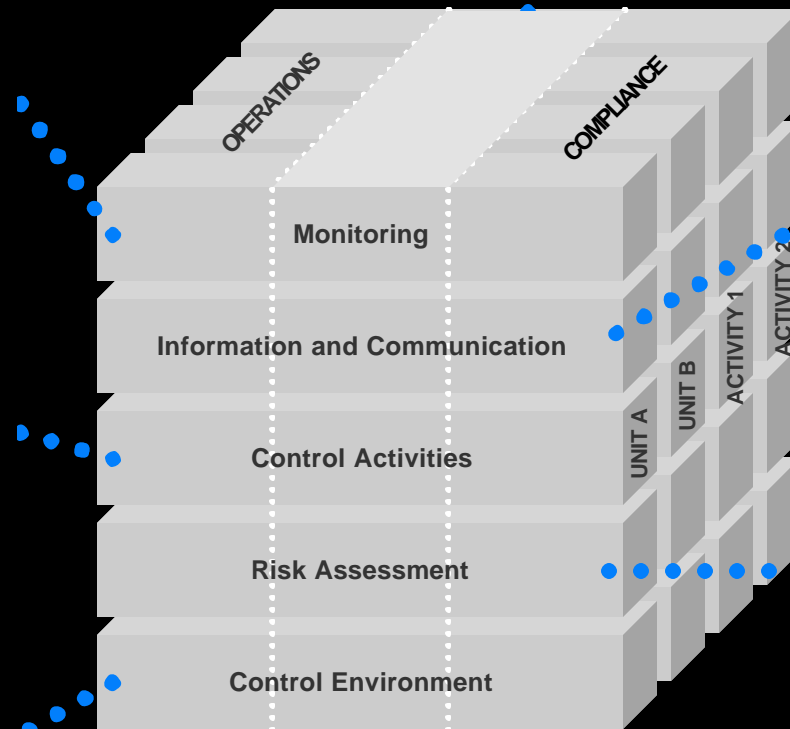 OPERATIONS
COMPLIANCE
Monitoring
Information and Communication
Control Activities
Risk Assessment
Control Environment
UNIT A
UNIT B
ACTIVITY 1
ACTIVITY 2